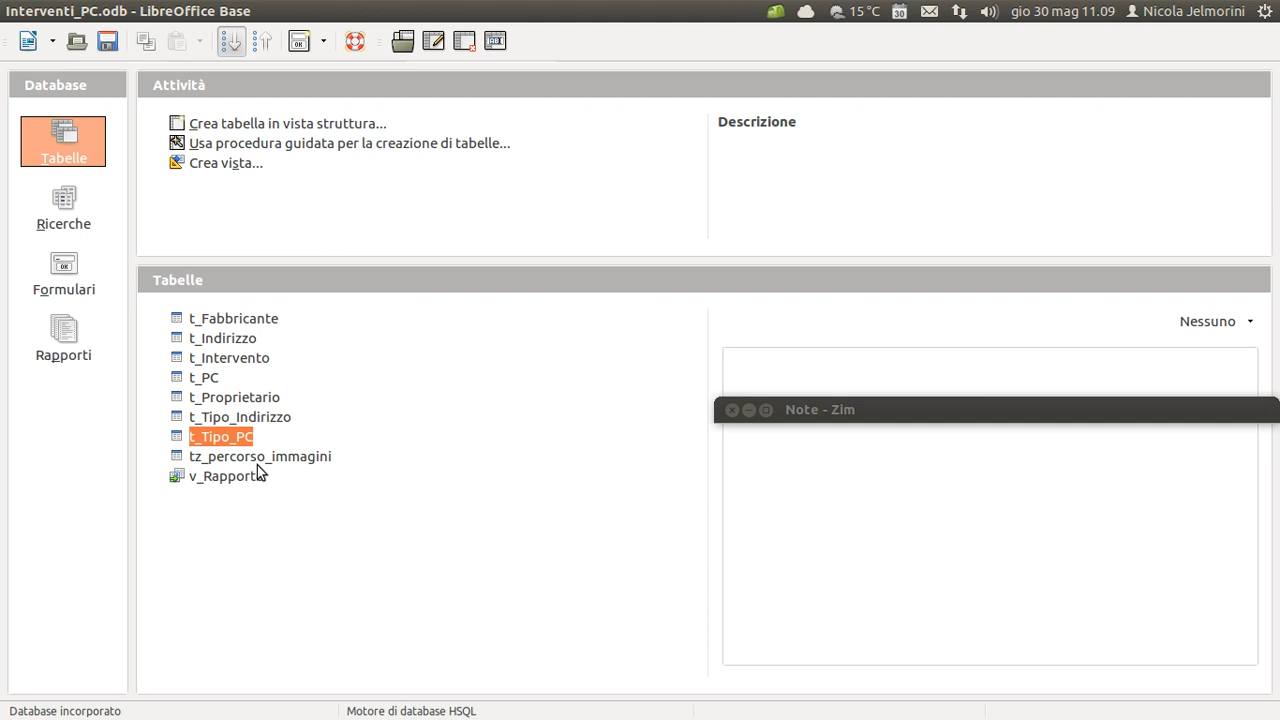 Interventi_PC.odb - LibreOffice Base
15 °C
30
gio 30 mag 11.09
Nicola Jelmorini
Database
Tabelle
Ricerche
Formulari
Rapporti
Attività
Crea tabella in vista struttura...
Usa procedura guidata per la creazione di tabelle...
Crea vista...
Descrizione
Tabelle
t_Fabbricante
t_Indirizzo
t_Intervento
t_PC
t_Proprietario
t_Tipo_Indirizzo
t_Tipo_PC
tz_percorso_immagini
Nessuno
Note - Zim
Database incorporato
Motore di database HSQL